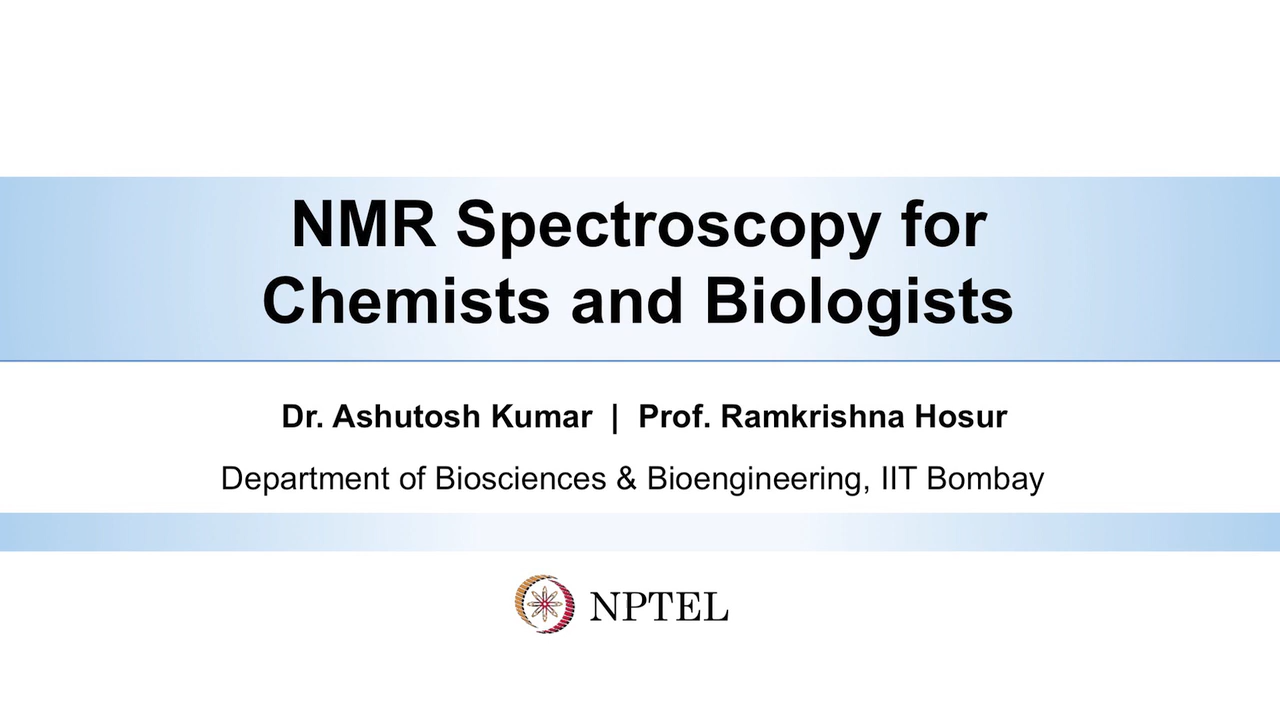 NMR Spectroscopy for
Chemists and Biologists
Dr. Ashutosh Kumar | Prof. Ramkrishna Hosur
Department of Biosciences & Bioengineering, IIT Bombay
NPTEL